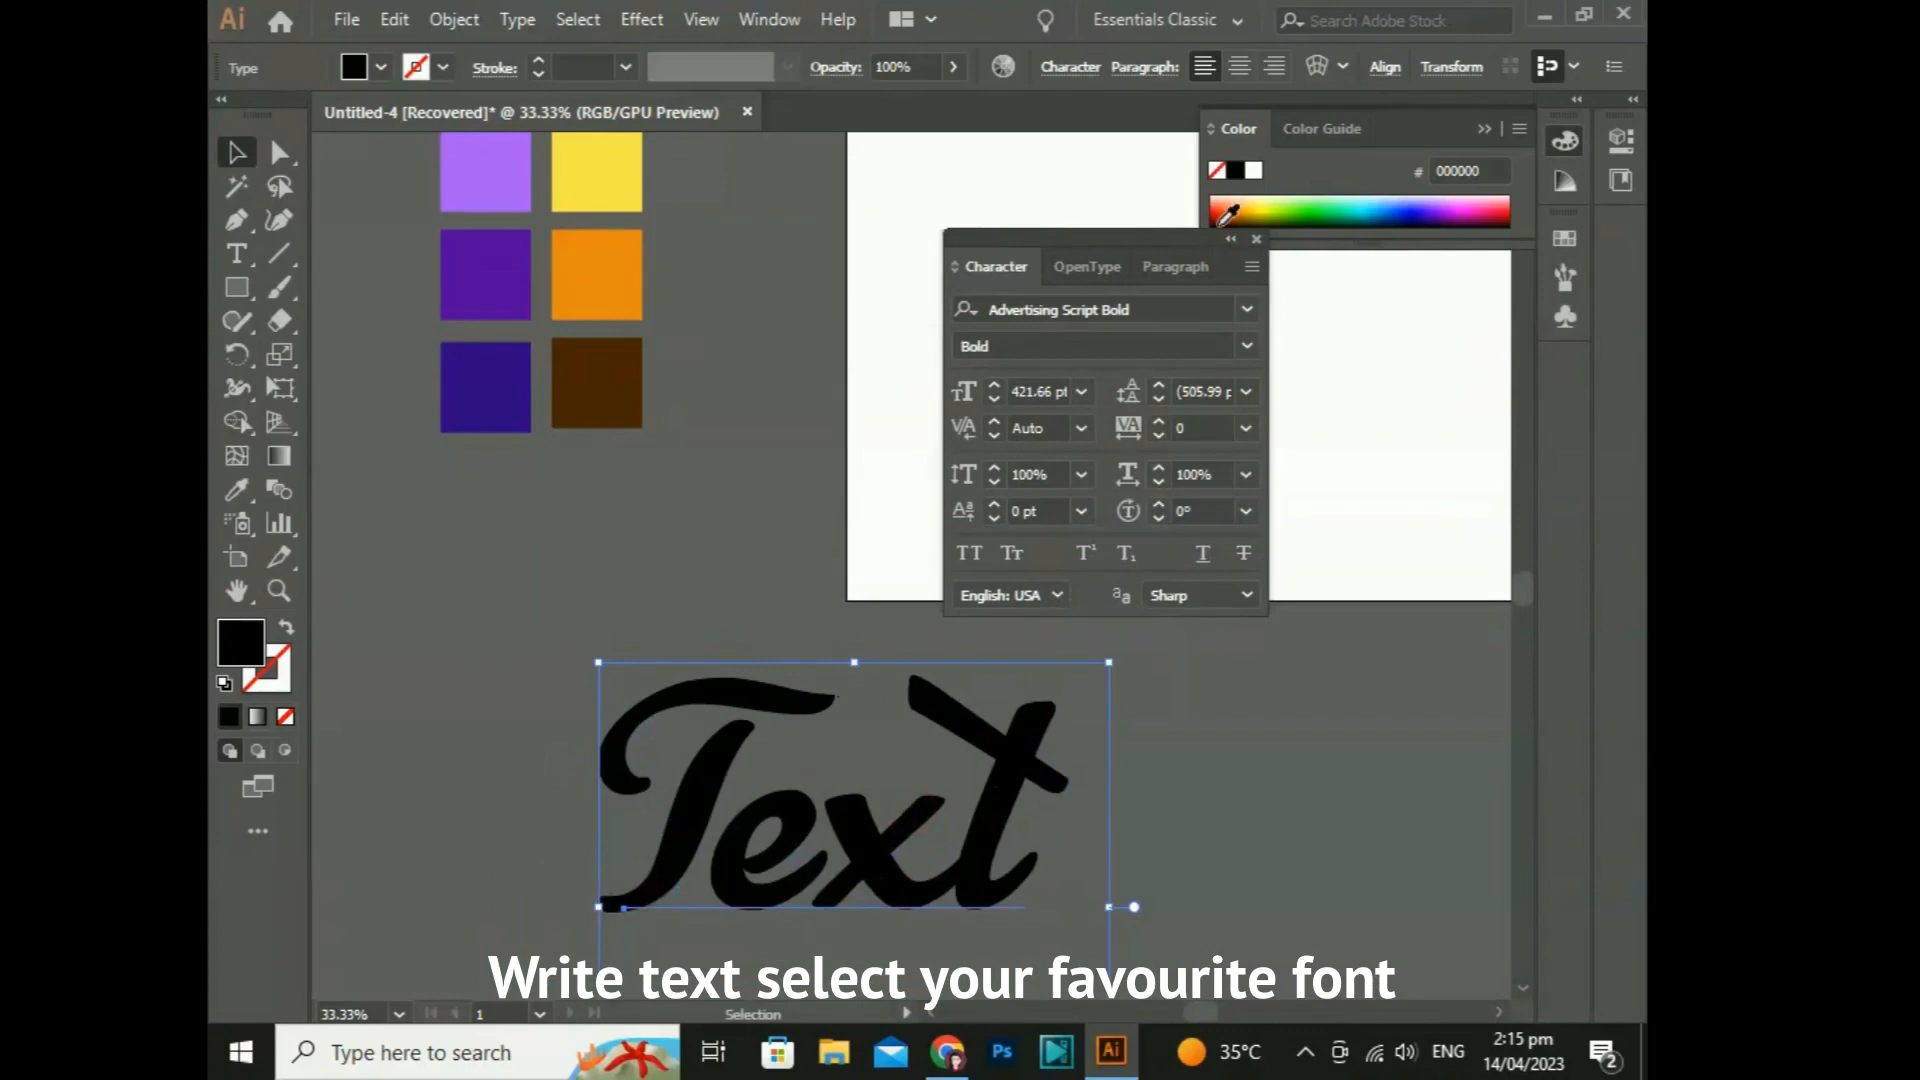 Ai File Edit Object Type Select Effect View Window Help Essentials Classic Search Adobe Stock
Type Stroke: Opacity: 100% Character Paragraph: Align Transform
Untitled-4 [Recovered]* @ 33.33% (RGB/GPU Preview)
Color Color Guide
# 000000
Character OpenType Paragraph
Advertising Script Bold
Bold
421.66 pt (505.99 p
Auto 0
100% 100%
0 pt 0°
English: USA Sharp
Text
Write text select your favourite font
33.33% 1 Selection
Type here to search Ps Ai 35°C ENG 2:15 pm
14/04/2023 2